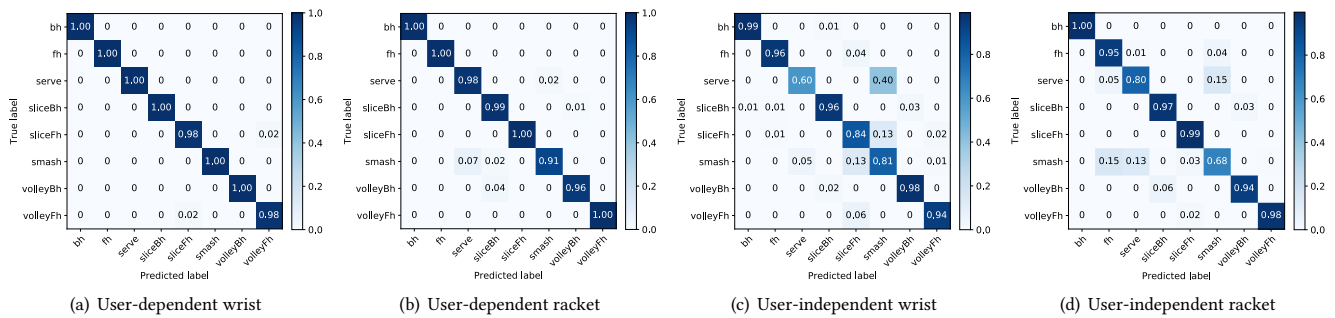 bh 1.00 0 0 0 0 0 0 0
fh 0 1.00 0 0 0 0 0 0
serve 0 0 1.00 0 0 0 0 0
sliceBh 0 0 0 1.00 0 0 0 0
sliceFh 0 0 0 0 0.98 0 0 0.02
smash 0 0 0 0 0 1.00 0 0
volleyBh 0 0 0 0 0 0 1.00 0
volleyFh 0 0 0 0 0.02 0 0 0.98
bh fh serve sliceBh sliceFh smash volleyBh volleyFh
True label
Predicted label
1.0
0.8
0.6
0.4
0.2
0.0
(a) User-dependent wrist
bh 1.00 0 0 0 0 0 0 0
fh 0 1.00 0 0 0 0 0 0
serve 0 0 0.98 0 0 0.02 0 0
sliceBh 0 0 0 0.99 0 0 0.01 0
sliceFh 0 0 0 0 1.00 0 0 0
smash 0 0 0.07 0.02 0 0.91 0 0
volleyBh 0 0 0 0.04 0 0 0.96 0
volleyFh 0 0 0 0 0 0 0 1.00
bh fh serve sliceBh sliceFh smash volleyBh volleyFh
True label
Predicted label
1.0
0.8
0.6
0.4
0.2
0.0
(b) User-dependent racket
bh 0.99 0 0 0.01 0 0 0 0
fh 0 0.96 0 0 0.04 0 0 0
serve 0 0 0.60 0 0 0.40 0 0
sliceBh 0.01 0.01 0 0.96 0 0 0.03 0
sliceFh 0 0.01 0 0 0.84 0.13 0 0.02
smash 0 0 0.05 0 0.13 0.81 0 0.01
volleyBh 0 0 0 0.02 0 0 0.98 0
volleyFh 0 0 0 0 0.06 0 0 0.94
bh fh serve sliceBh sliceFh smash volleyBh volleyFh
True label
Predicted label
0.8
0.6
0.4
0.2
0.0
(c) User-independent wrist
bh 1.00 0 0 0 0 0 0 0
fh 0 0.95 0.01 0 0 0.04 0 0
serve 0 0.05 0.80 0 0 0.15 0 0
sliceBh 0 0 0 0.97 0 0 0.03 0
sliceFh 0 0 0 0 0.99 0 0 0
smash 0 0.15 0.13 0 0.03 0.68 0 0
volleyBh 0 0 0 0.06 0 0 0.94 0
volleyFh 0 0 0 0 0.02 0 0 0.98
bh fh serve sliceBh sliceFh smash volleyBh volleyFh
True label
Predicted label
0.8
0.6
0.4
0.2
0.0
(d) User-independent racket